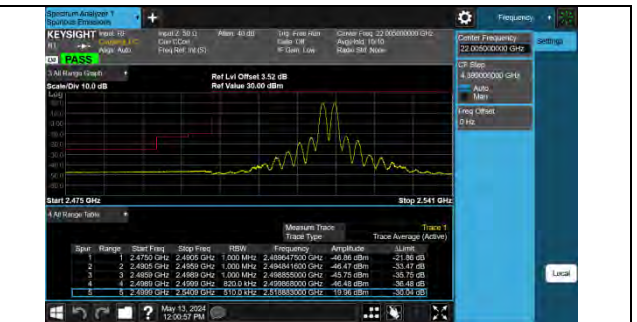 Spectrum Analyzer 1
Spurious Emissions
+
Frequency
KEYSIGHT Input: RF
Input Z: 50 Ω
Atten: 40 dB
Trig: Free Run
Center Freq: 22.005000000 GHz
Coupling: DC
Corr CCorr
Gate: Off
Avg|Hold: 10/10
Align: Auto
Freq Ref: Int (S)
IF Gain: Low
Radio Std: None
PASS
Center Frequency
22.005000000 GHz
Settings
CF Step
4.399000000 GHz
Auto
Man
Freq Offset
0 Hz
3 All Range Graph
Ref Lvl Offset 3.52 dB
Scale/Div 10.0 dB
Ref Value 30.00 dBm
Log
Start 2.475 GHz
Stop 2.541 GHz
4 All Range Table
Measure Trace Trace 1
Trace Type Trace Average (Active)
Spur Range Start Freq Stop Freq RBW Frequency Amplitude ΔLimit
1 1 2.4750 GHz 2.4905 GHz 1.000 MHz 2.489647500 GHz -46.86 dBm -21.86 dB
2 2 2.4905 GHz 2.4959 GHz 1.000 MHz 2.494841600 GHz -46.47 dBm -33.47 dB
3 3 2.4959 GHz 2.4989 GHz 1.000 MHz 2.498855000 GHz -45.75 dBm -35.75 dB
4 4 2.4989 GHz 2.4999 GHz 820.0 kHz 2.499868000 GHz -46.48 dBm -36.48 dB
5 5 2.4999 GHz 2.5409 GHz 510.0 kHz 2.518883000 GHz 19.96 dBm -30.04 dB
Local
May 13, 2024
12:00:57 PM